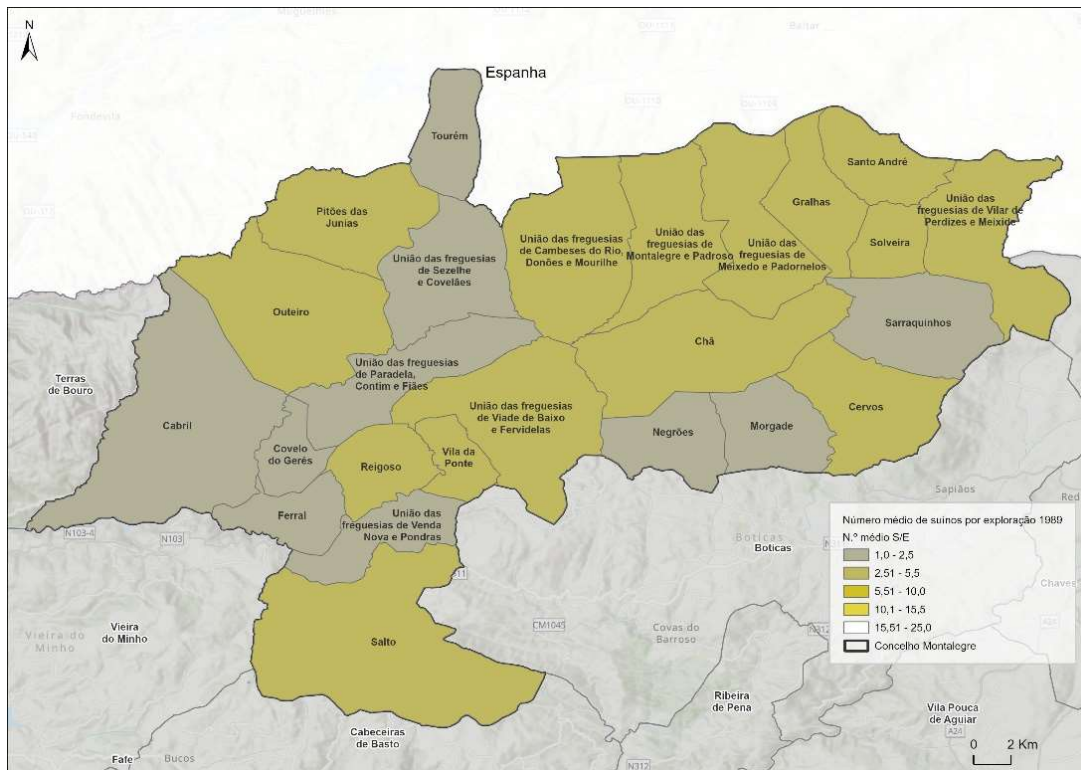 N
Espanha
Tourém
Pitões das
Junias
União das freguesias
de Sezelhe
e Covelães
União das freguesias
de Cambeses do Rio,
Donões e Mourilhe
União das
freguesias de
Montalegre e Padroso
União das
freguesias de
Meixedo e Padornelos
Gralhas
Santo André
Solveira
União das
freguesias de Vilar de
Perdizes e Meixide
Outeiro
Sarraquinhos
Chã
União das freguesias
de Paradela,
Contim e Fiães
Terras
de Bouro
Cabril
União das freguesias
de Viade de Baixo
e Fervidelas
Cervos
Negrões
Morgade
Covelo
do Gerês
Reigoso
Vila da
Ponte
Ferral
União das
freguesias de Venda
Nova e Pondras
Salto
N103-4
N103
Sapiãos
Red
Boticas
Boticas
Chaves
Vieira
do Minho
Vieira do
Minho
CM1045
Covas do
Barroso
N312
Ribeira
de Pena
Vila Pouca
de Aguiar
A24
Cabeceiras
de Basto
Fafe
Bucos
N312
Número médio de suínos por exploração 1989
N.º médio S/E
1,0 - 2,5
2,51 - 5,5
5,51 - 10,0
10,1 - 15,5
15,51 - 25,0
Concelho Montalegre
0 2 Km